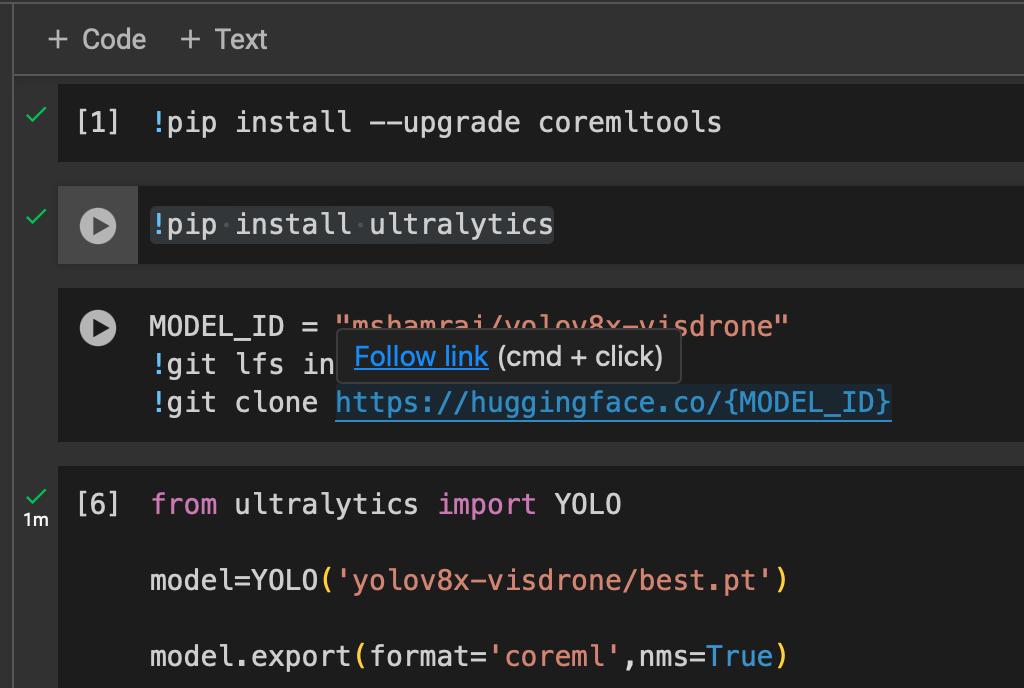 + Code + Text
[1] !pip install --upgrade coremltools
!pip install ultralytics
MODEL_ID = "mshamrai/yolov8x-visdrone"
!git lfs in
Follow link (cmd + click)
!git clone https://huggingface.co/{MODEL_ID}
[6] from ultralytics import YOLO
1m
model=YOLO('yolov8x-visdrone/best.pt')
model.export(format='coreml',nms=True)